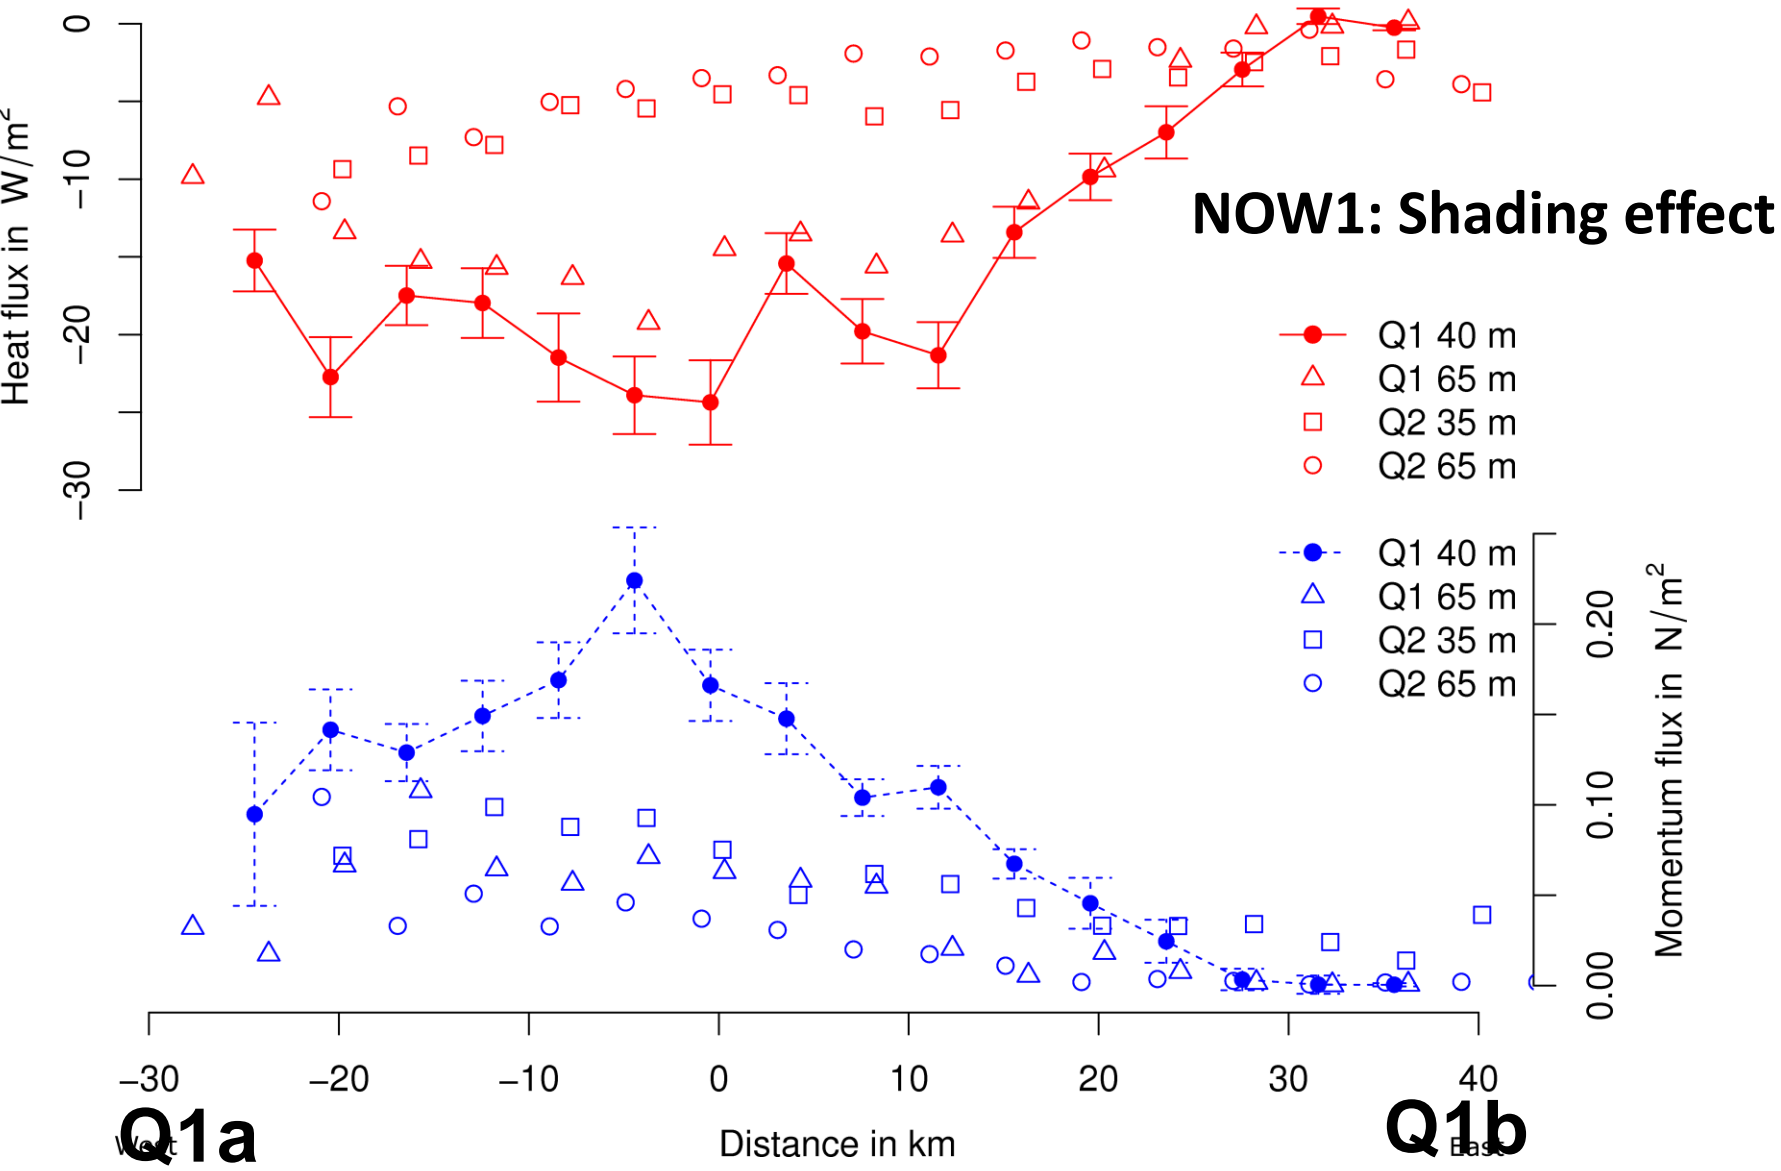 0
−10
−20
−30
Heat flux in W/m²
NOW1: Shading effect
Q1 40 m
Q1 65 m
Q2 35 m
Q2 65 m
Q1 40 m
Q1 65 m
Q2 35 m
Q2 65 m
0.20
0.10
0.00
Momentum flux in N/m²
−30 −20 −10 0 10 20 30 40
Q1a
West
Distance in km
Q1b
East